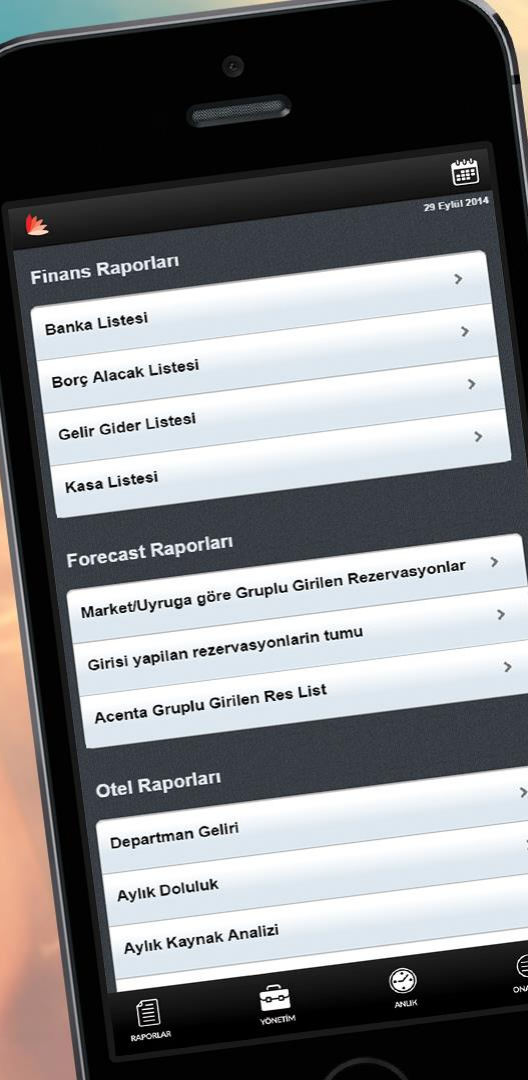 29 Eylül 2014
Finans Raporları
Banka Listesi
Borç Alacak Listesi
Gelir Gider Listesi
Kasa Listesi
Forecast Raporları
Market/Uyruga göre Gruplu Girilen Rezervasyonlar
Girisi yapilan rezervasyonlarin tumu
Acenta Gruplu Girilen Res List
Otel Raporları
Departman Geliri
Aylık Doluluk
Aylık Kaynak Analizi
RAPORLAR
YÖNETİM
ANLIK